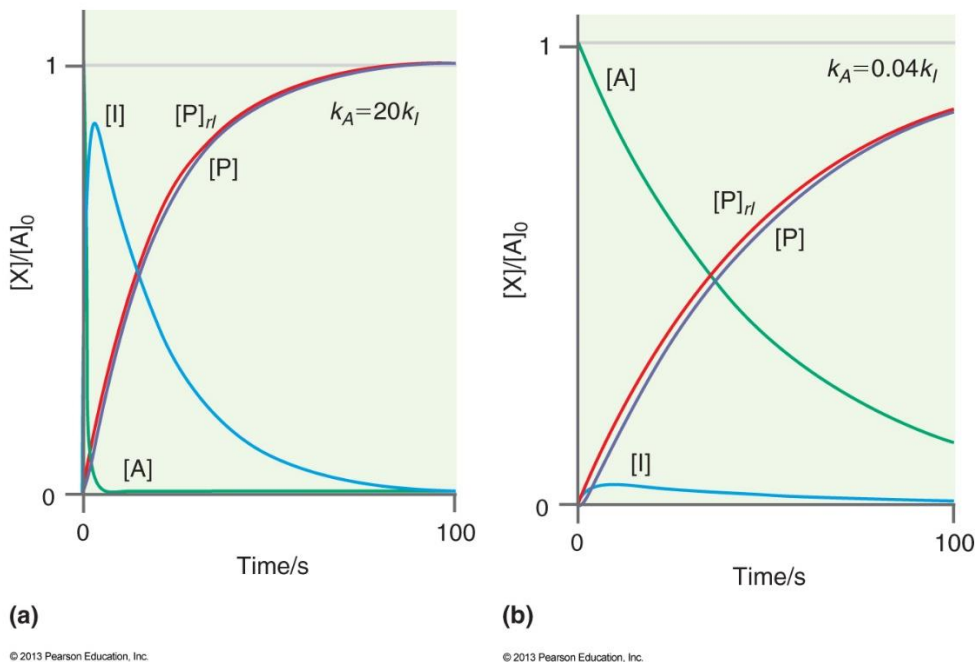 1
[I]
[P]rl
kA=20kI
[P]
[X]/[A]0
[A]
0
0
100
Time/s
(a)
© 2013 Pearson Education, Inc.
1
[A]
kA=0.04kI
[P]rl
[P]
[X]/[A]0
[I]
0
0
100
Time/s
(b)
© 2013 Pearson Education, Inc.